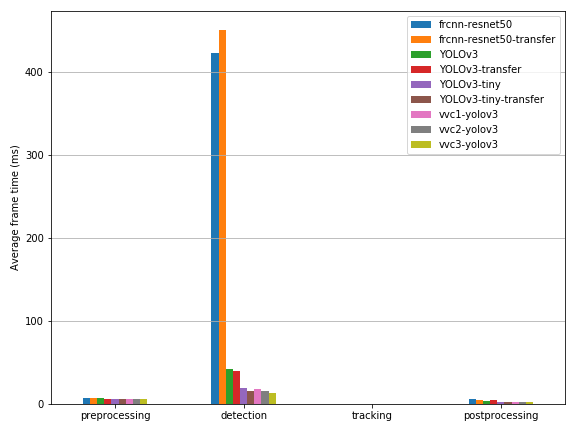 frcnn-resnet50
frcnn-resnet50-transfer
YOLOv3
YOLOv3-transfer
YOLOv3-tiny
YOLOv3-tiny-transfer
vvc1-yolov3
vvc2-yolov3
vvc3-yolov3
Average frame time (ms)
400
300
200
100
0
preprocessing detection tracking postprocessing